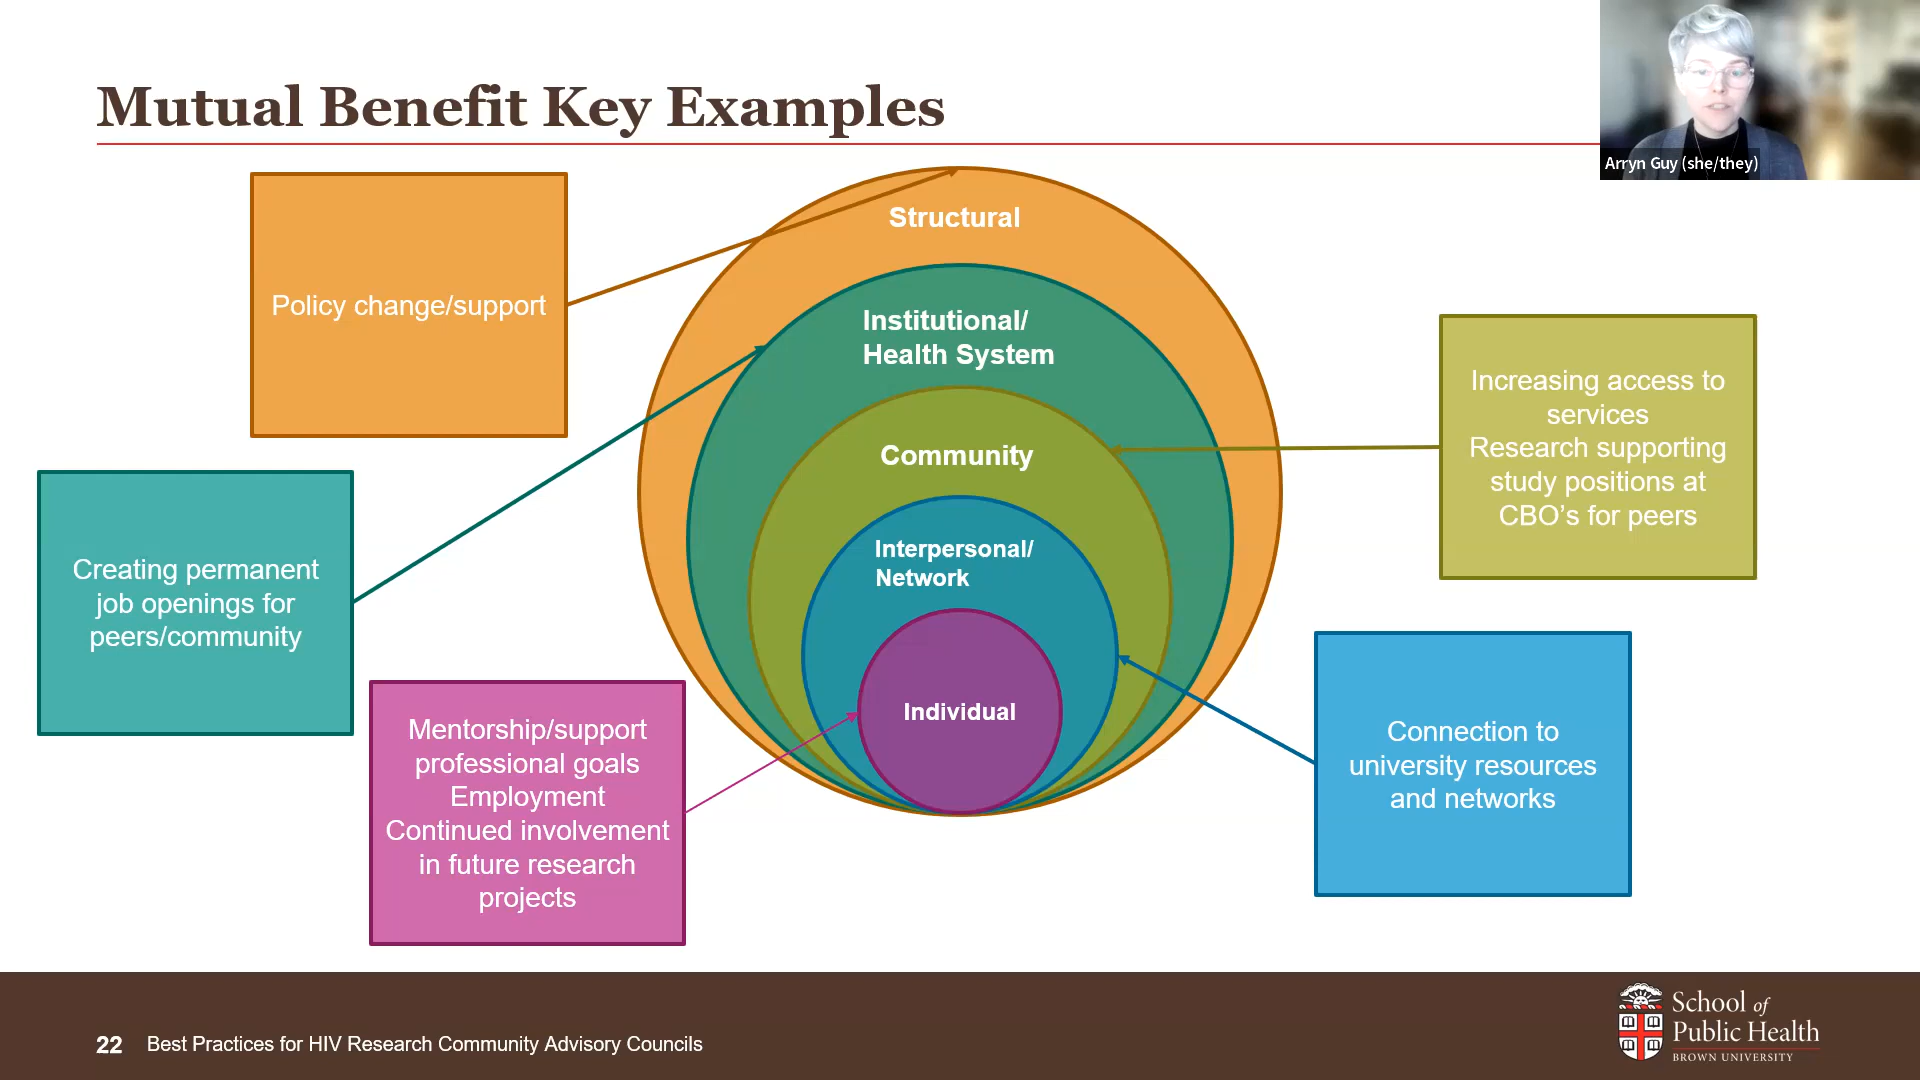 Mutual Benefit Key Examples
Arryn Guy (she/they)
Policy change/support
Structural
Institutional/
Health System
Community
Interpersonal/
Network
Individual
Increasing access to
services
Research supporting
study positions at
CBO’s for peers
Creating permanent
job openings for
peers/community
Mentorship/support
professional goals
Employment
Continued involvement
in future research
projects
Connection to
university resources
and networks
22 Best Practices for HIV Research Community Advisory Councils
School of
Public Health
BROWN UNIVERSITY